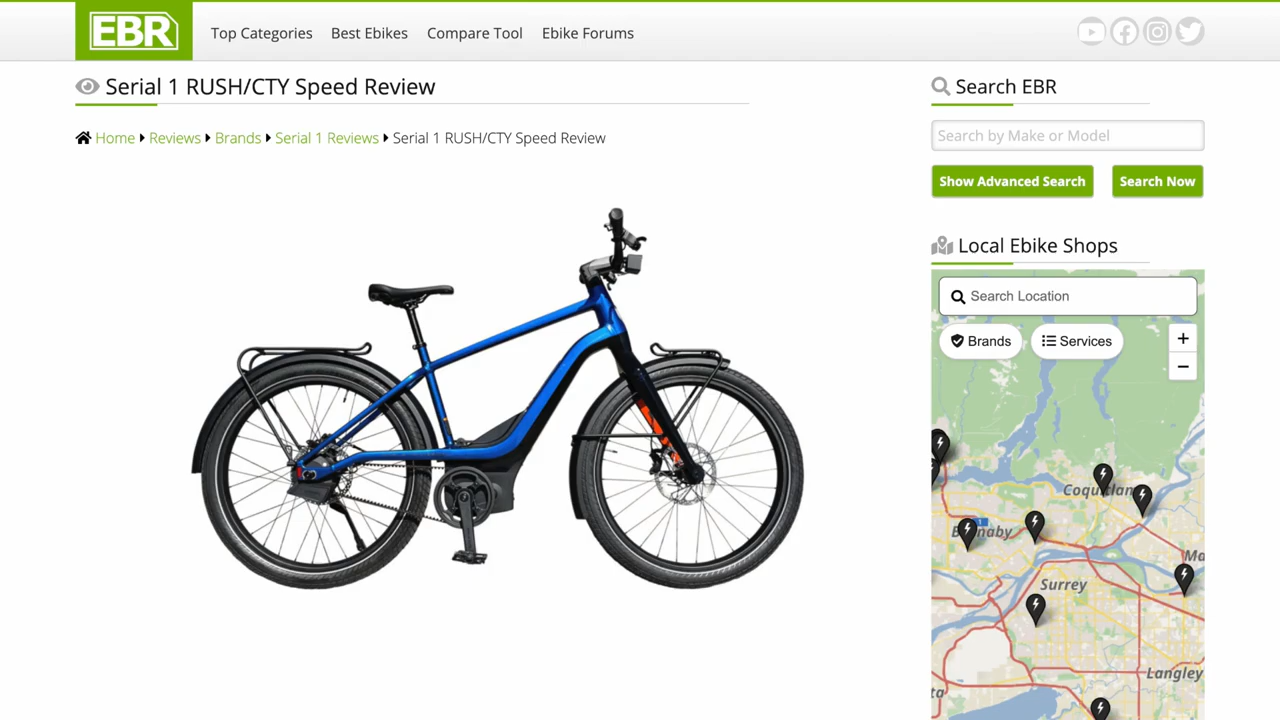 EBR
Top Categories
Best Ebikes
Compare Tool
Ebike Forums
Serial 1 RUSH/CTY Speed Review
Home Reviews Brands Serial 1 Reviews Serial 1 RUSH/CTY Speed Review
Search EBR
Search by Make or Model
Show Advanced Search
Search Now
Local Ebike Shops
Search Location
Brands
Services
+
−
Coquitlam
1
Surrey
Langley